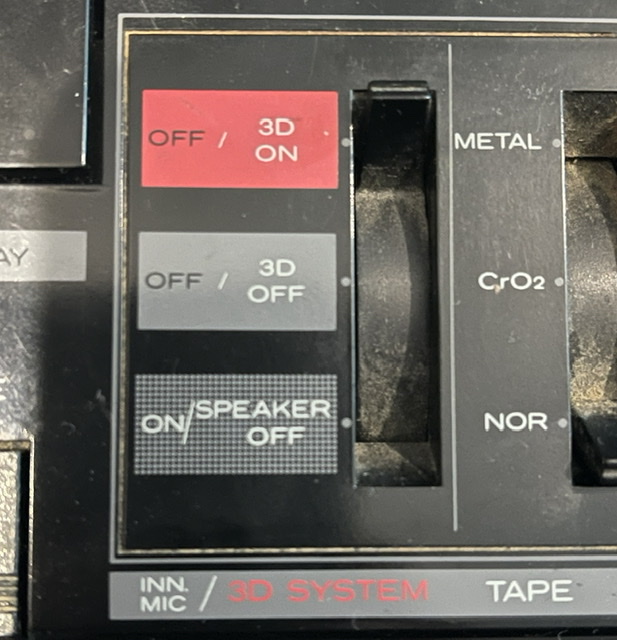 OFF / 3D
ON
METAL
AY
OFF / 3D
OFF
CrO2
ON/SPEAKER
OFF
NOR
INN. / 3D SYSTEM
MIC
TAPE